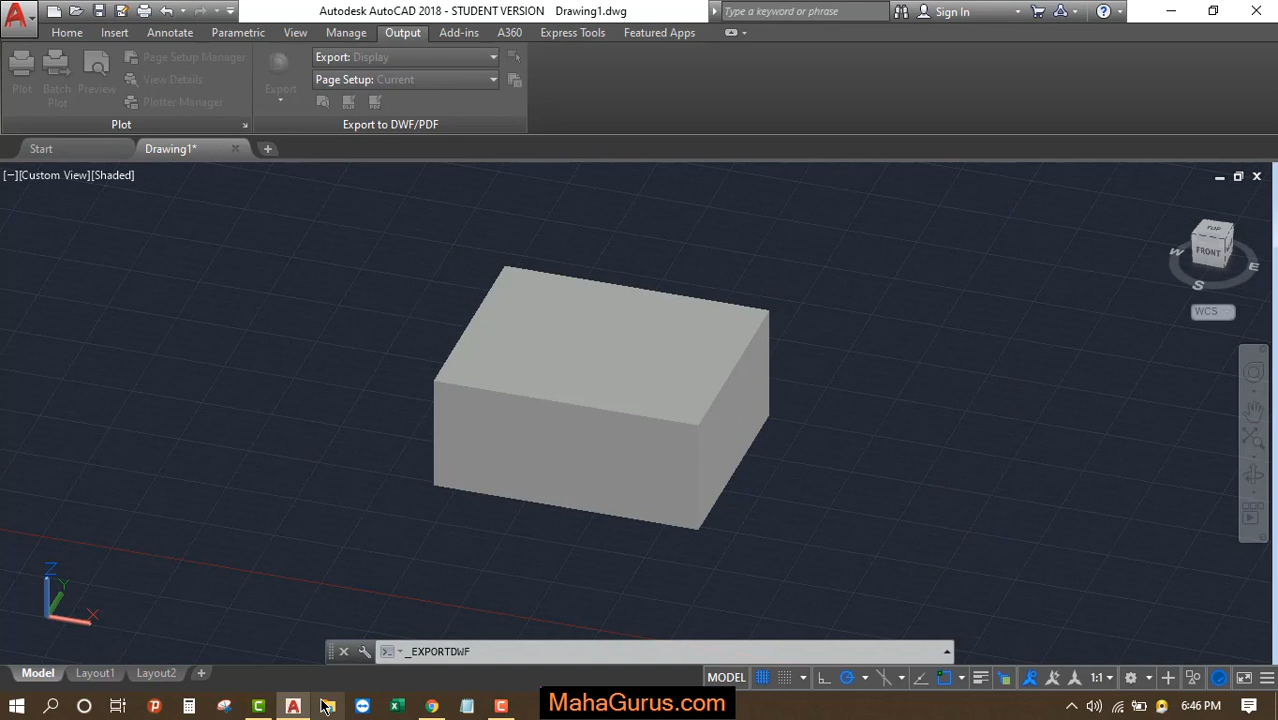 Autodesk AutoCAD 2018 - STUDENT VERSION Drawing1.dwg
Type a keyword or phrase
Sign In
Home Insert Annotate Parametric View Manage Output Add-ins A360 Express Tools Featured Apps
Plot
Batch Plot
Preview
Page Setup Manager
View Details
Plotter Manager
Export
Export: Display
Page Setup: Current
Plot
Export to DWF/PDF
Start
Drawing1*
[−][Custom View][Shaded]
TOP
FRONT
W
E
S
WCS
Z
Y
X
_EXPORTDWF
Model Layout1 Layout2
MODEL
1:1
MahaGurus.com
6:46 PM